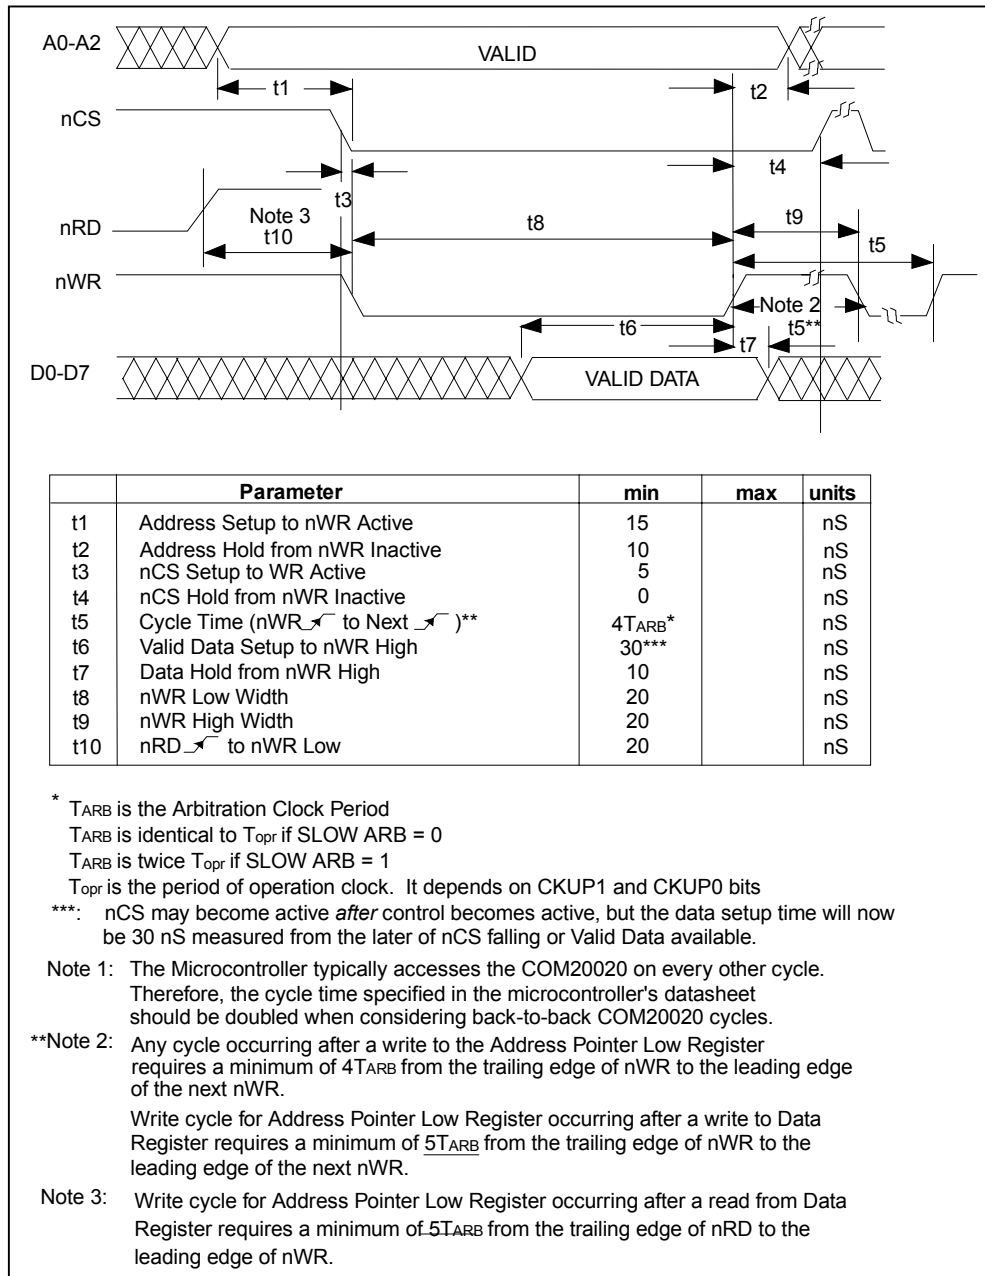 A0-A2
VALID
t1
t2
nCS
t4
t3
nRD
Note 3
t10
t8
t9
t5
nWR
Note 2
t5**
t6
t7
D0-D7
VALID DATA
Parameter min max units
t1 Address Setup to nWR Active 15 nS
t2 Address Hold from nWR Inactive 10 nS
t3 nCS Setup to WR Active 5 nS
t4 nCS Hold from nWR Inactive 0 nS
t5 Cycle Time (nWR to Next )** 4TARB* nS
t6 Valid Data Setup to nWR High 30*** nS
t7 Data Hold from nWR High 10 nS
t8 nWR Low Width 20 nS
t9 nWR High Width 20 nS
t10 nRD to nWR Low 20 nS
* TARB is the Arbitration Clock Period
TARB is identical to Topr if SLOW ARB = 0
TARB is twice Topr if SLOW ARB = 1
Topr is the period of operation clock. It depends on CKUP1 and CKUP0 bits
***: nCS may become active after control becomes active, but the data setup time will now
be 30 nS measured from the later of nCS falling or Valid Data available.
Note 1: The Microcontroller typically accesses the COM20020 on every other cycle.
Therefore, the cycle time specified in the microcontroller's datasheet
should be doubled when considering back-to-back COM20020 cycles.
**Note 2: Any cycle occurring after a write to the Address Pointer Low Register
requires a minimum of 4TARB from the trailing edge of nWR to the leading edge
of the next nWR.
Write cycle for Address Pointer Low Register occurring after a write to Data
Register requires a minimum of 5TARB from the trailing edge of nWR to the
leading edge of the next nWR.
Note 3: Write cycle for Address Pointer Low Register occurring after a read from Data
Register requires a minimum of 5TARB from the trailing edge of nRD to the
leading edge of nWR.